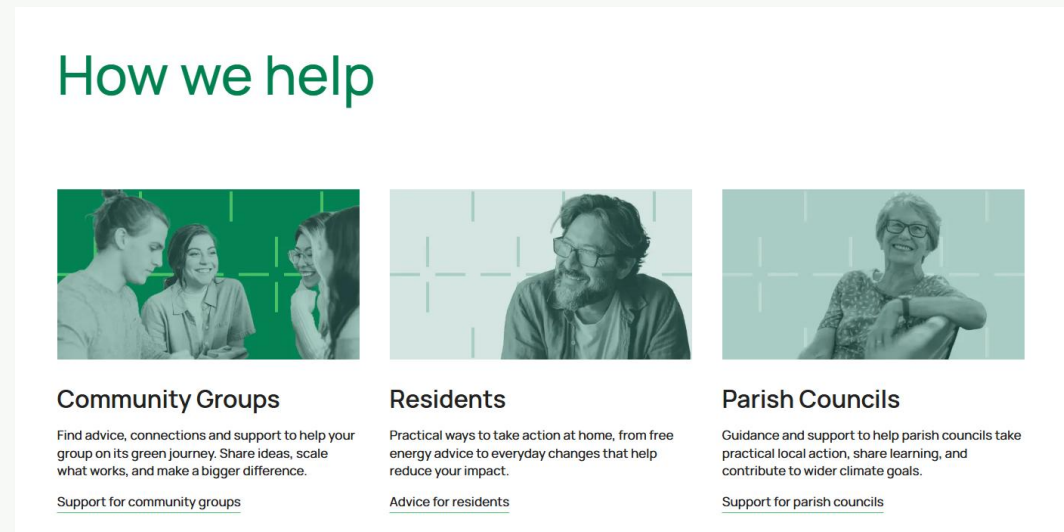 How we help
Community Groups
Find advice, connections and support to help your
group on its green journey. Share ideas, scale
what works, and make a bigger difference.
Support for community groups
Residents
Practical ways to take action at home, from free
energy advice to everyday changes that help
reduce your impact.
Advice for residents
Parish Councils
Guidance and support to help parish councils take
practical local action, share learning, and
contribute to wider climate goals.
Support for parish councils